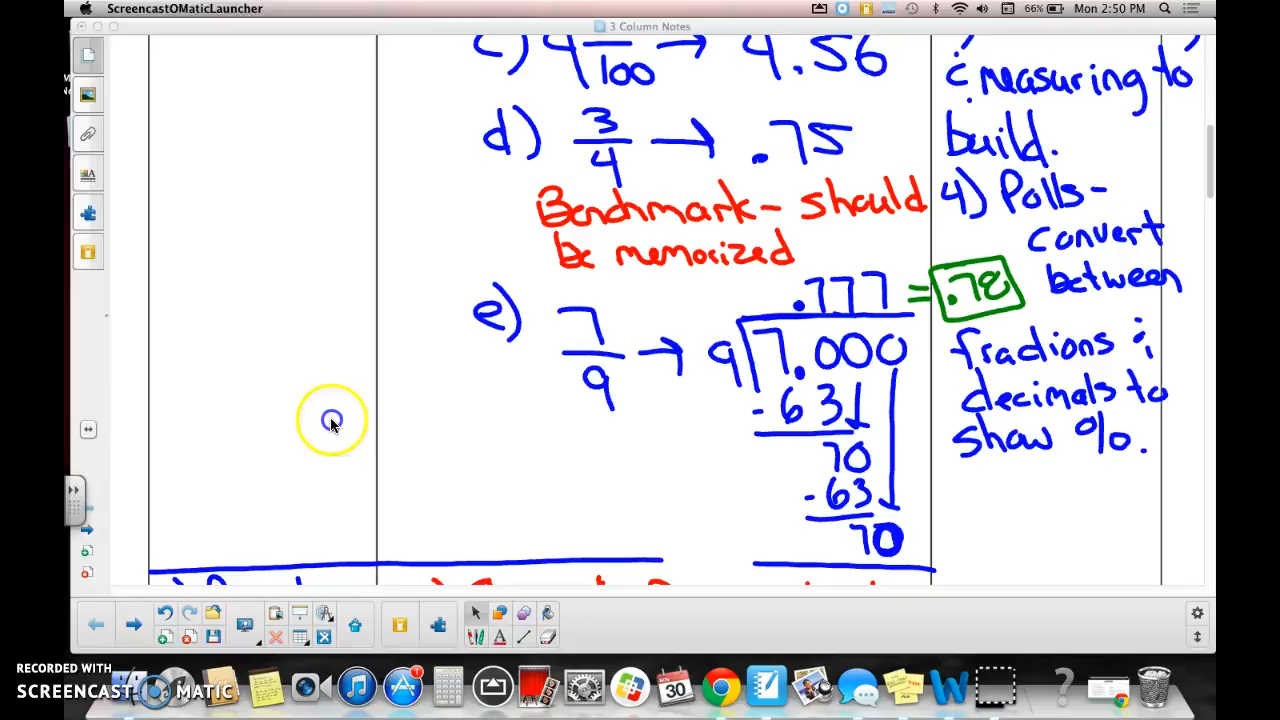 ScreencastOMaticLauncher
66%
Mon 2:50 PM
3 Column Notes
c) 4 /100 → 4.56
d) 3/4 → .75
Benchmark - should
be memorized
e) 7/9 →
.777 = .78
9 7.000
- 63
70
- 63
70
¿ measuring to
build.
4) Polls -
convert
between
fractions ¿
decimals to
show %.
RECORDED WITH
SCREENCAST MATIC
1
NOV
30
W
?